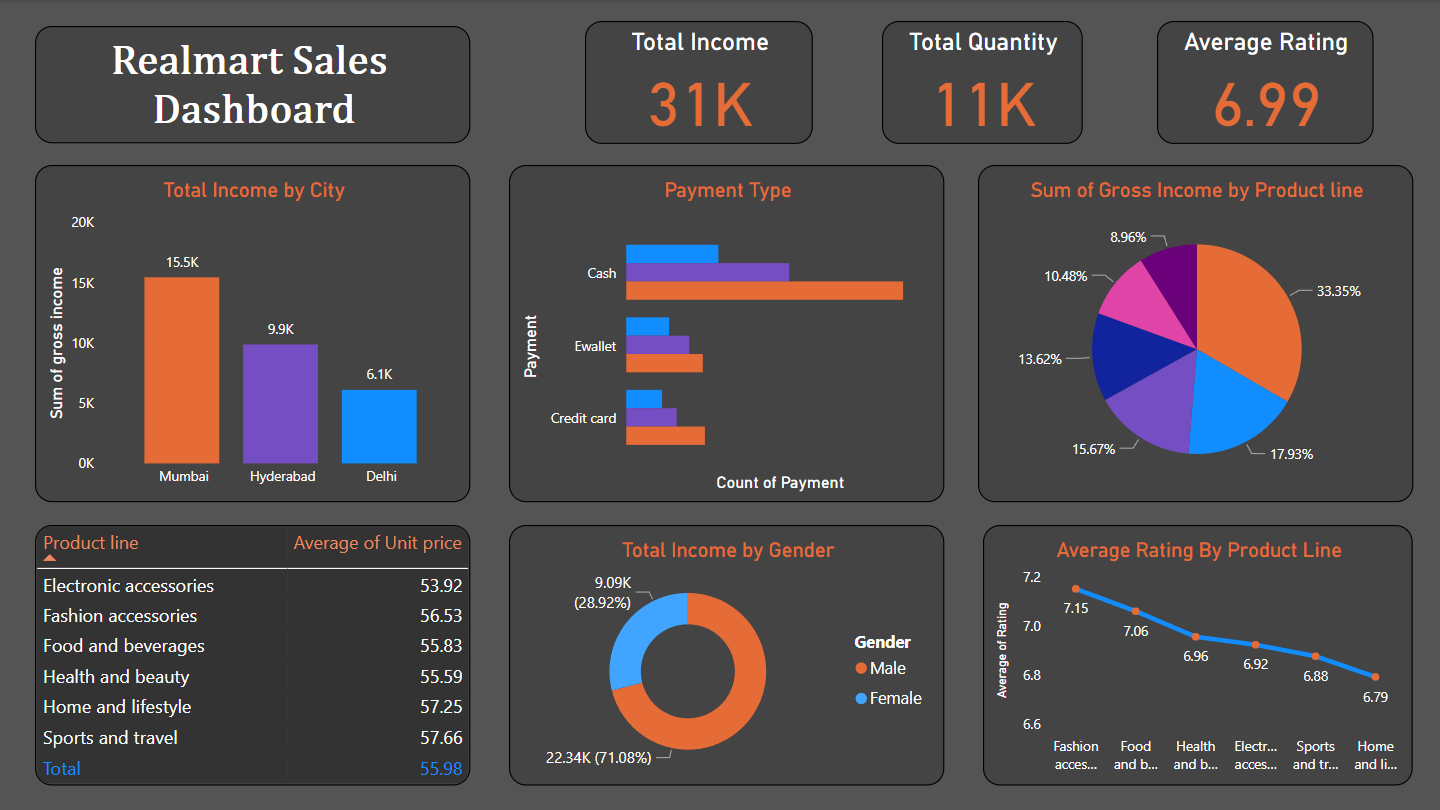 Realmart Sales
Dashboard
Total Income
31K
Total Quantity
11K
Average Rating
6.99
Total Income by City
Sum of gross income
20K
15K
10K
5K
0K
15.5K
9.9K
6.1K
Mumbai
Hyderabad
Delhi
Payment Type
Payment
Cash
Ewallet
Credit card
Count of Payment
Sum of Gross Income by Product line
8.96%
10.48%
13.62%
15.67%
17.93%
33.35%
Product line Average of Unit price
Electronic accessories 53.92
Fashion accessories 56.53
Food and beverages 55.83
Health and beauty 55.59
Home and lifestyle 57.25
Sports and travel 57.66
Total 55.98
Total Income by Gender
9.09K
(28.92%)
22.34K (71.08%)
Gender
Male
Female
Average Rating By Product Line
Average of Rating
7.2
7.0
6.8
6.6
7.15
7.06
6.96
6.92
6.88
6.79
Fashion
acces...
Food
and b...
Health
and b...
Electr...
acces...
Sports
and tr...
Home
and li...